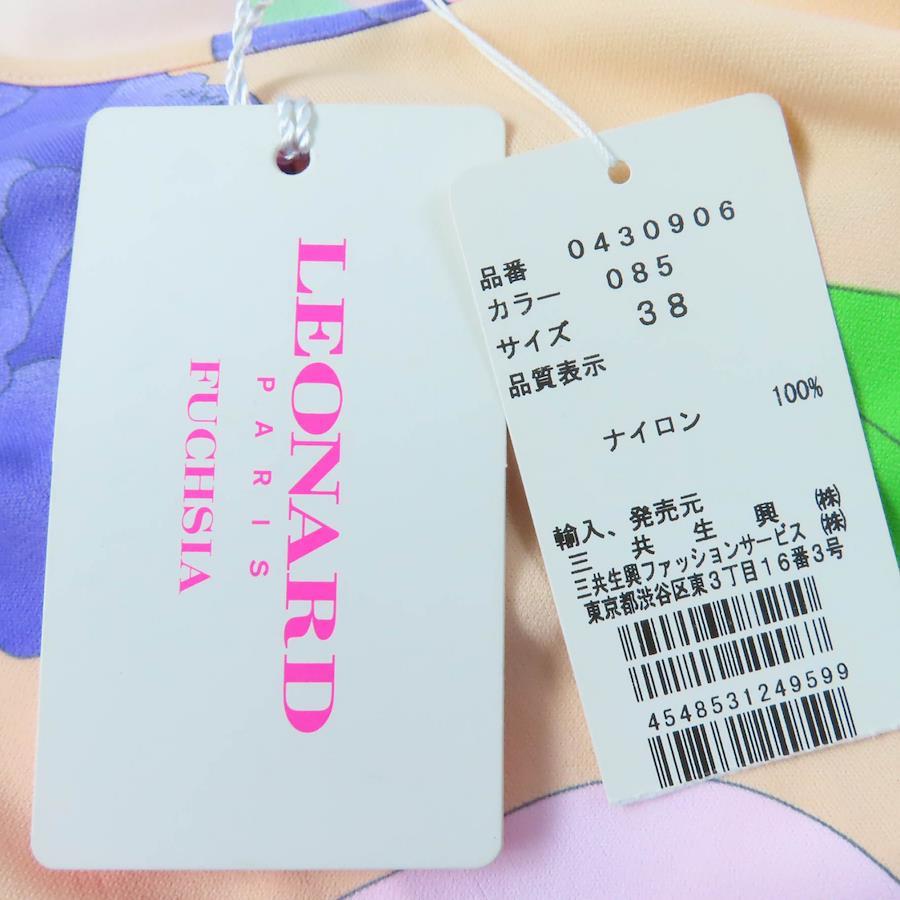 LEONARD
PARIS
FUCHSIA
品番 0430906
カラー 085
サイズ 38
品質表示
ナイロン 100%
輸入、発売元
三共生興㈱
三共生興ファッションサービス㈱
東京都渋谷区東3丁目16番3号
4548531249599